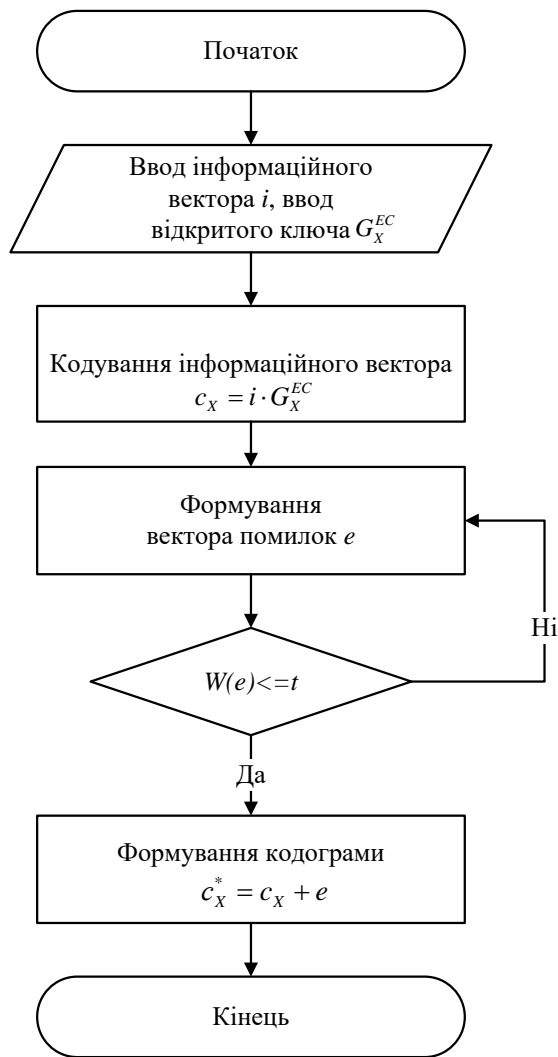 Початок
Ввод інформаційного
вектора i, ввод
відкритого ключа G_X^{EC}
Кодування інформаційного вектора
c_X = i · G_X^{EC}
Формування
вектора помилок e
Ні
W(e)<=t
Да
Формування кодограми
c_X^* = c_X + e
Кінець